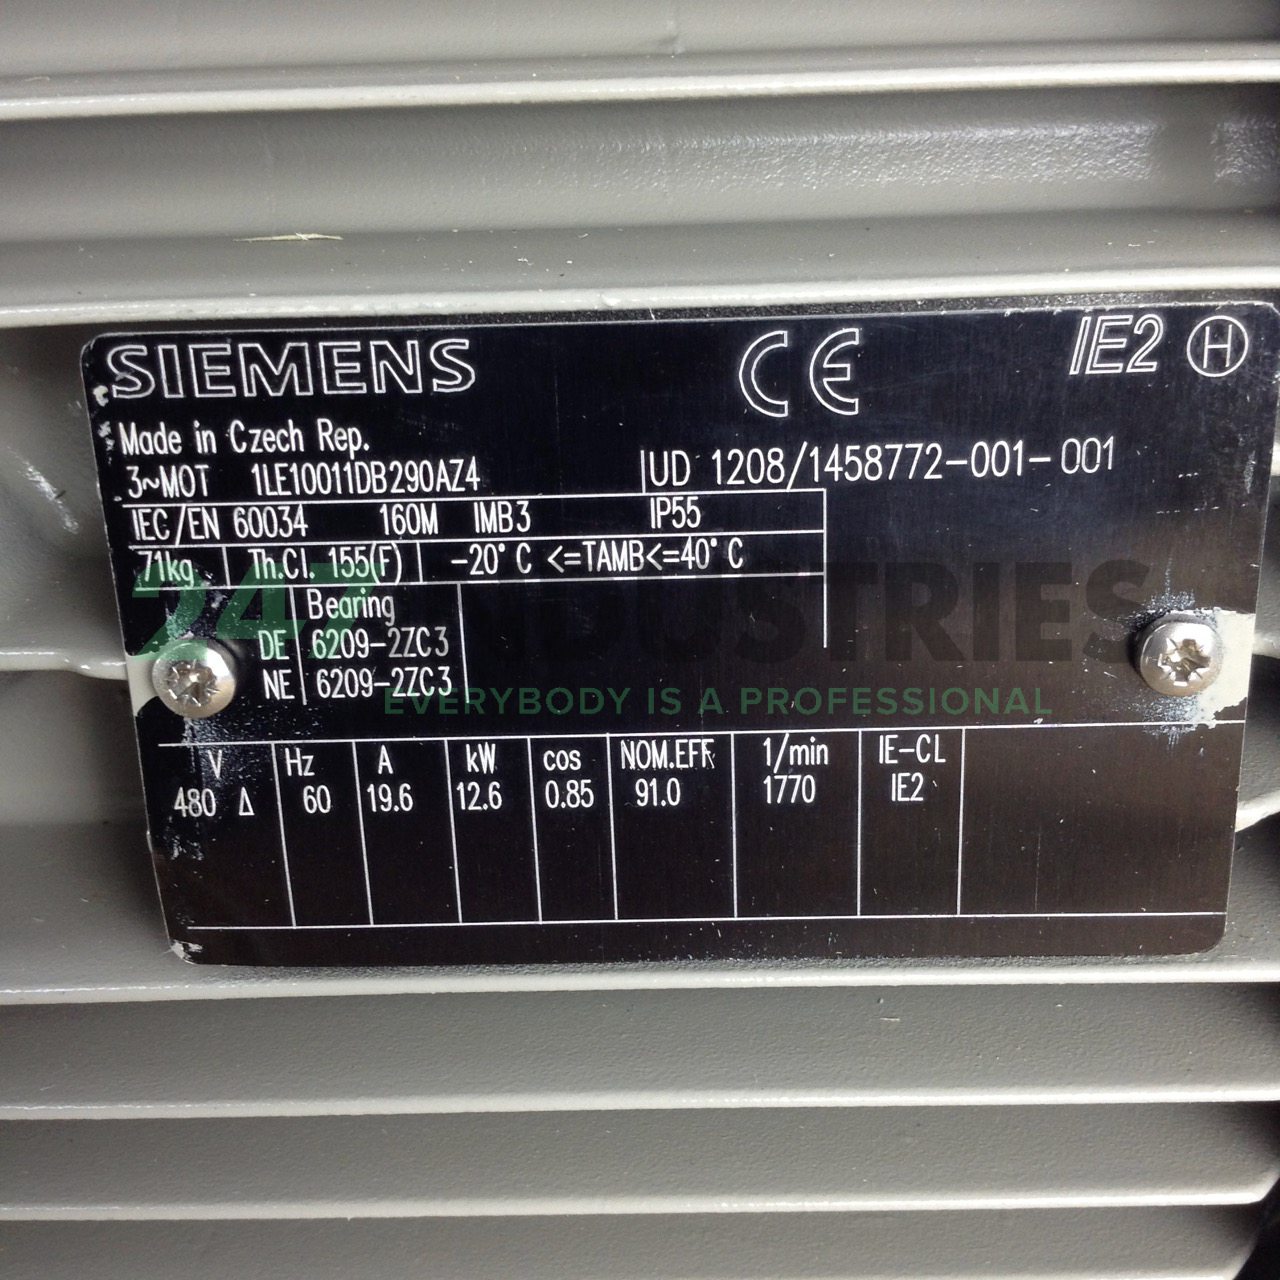 SIEMENS CE IE2 H
Made in Czech Rep.
3~MOT 1LE10011DB290AZ4 UD 1208/1458772-001-001
IEC/EN 60034 160M IMB3 IP55
71kg Th.Cl. 155(F) -20°C <=TAMB<=40°C
Bearing
DE 6209-2ZC3
NE 6209-2ZC3
247 INDUSTRIES
EVERYBODY IS A PROFESSIONAL
V Hz A kW cos NOM.EFF 1/min IE-CL
480 Δ 60 19.6 12.6 0.85 91.0 1770 IE2